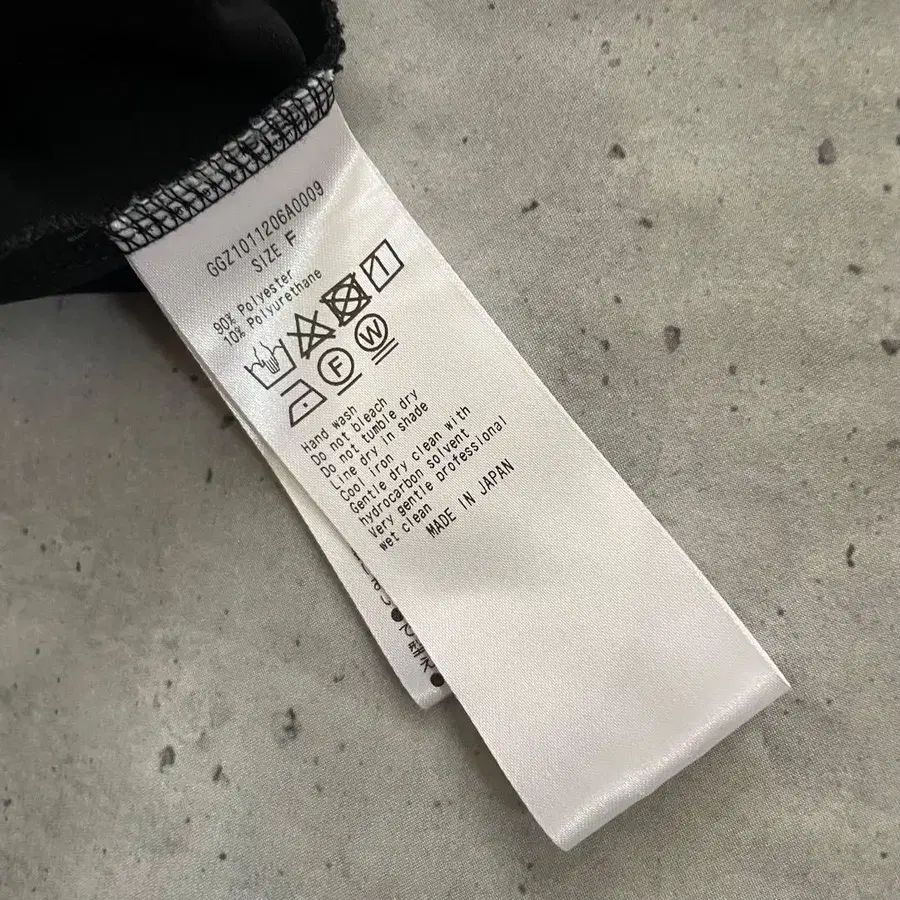 GGZ1011206A0009
SIZE F
90% Polyester
10% Polyurethane
F W
Hand wash
Do not bleach
Do not tumble dry
Line dry in shade
Cool iron
Gentle dry clean with
hydrocarbon solvent
Very gentle professional
wet clean
MADE IN JAPAN